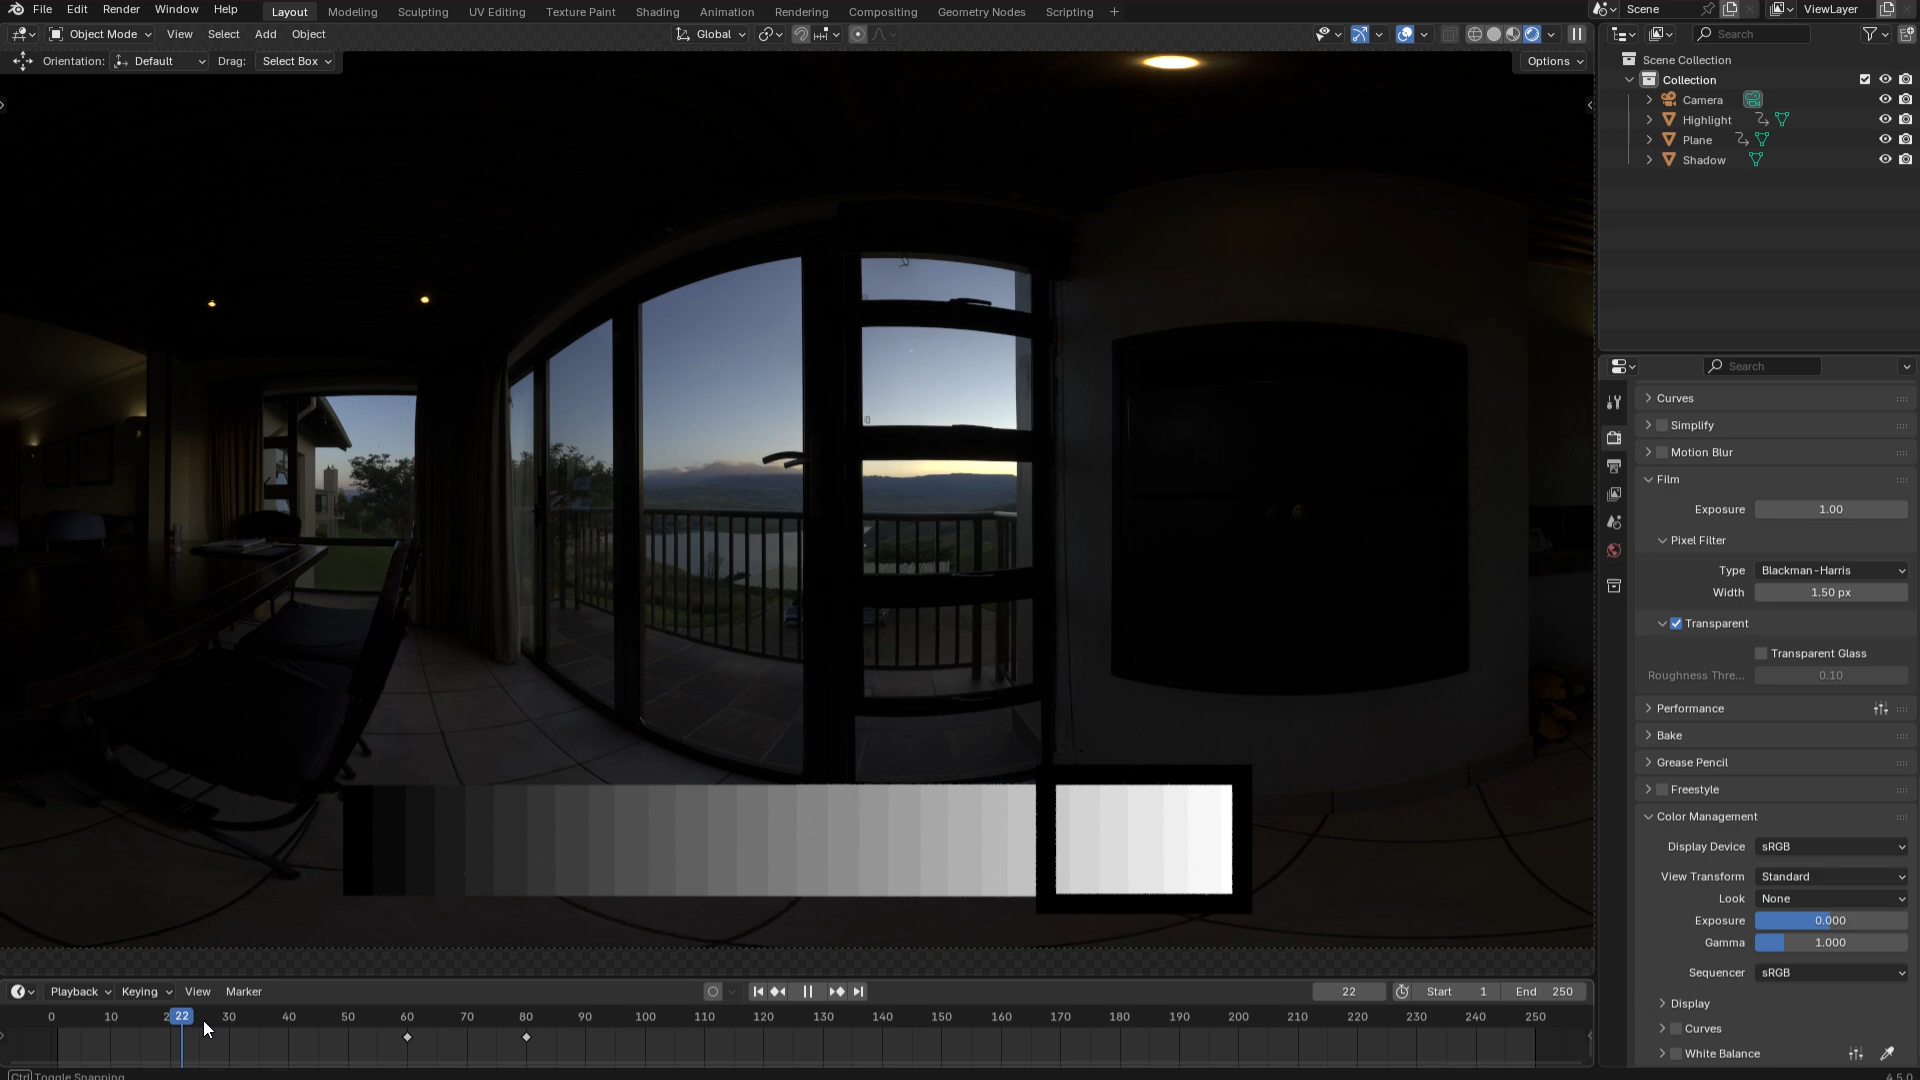 File Edit Render Window Help Layout Modeling Sculpting UV Editing Texture Paint Shading Animation Rendering Compositing Geometry Nodes Scripting + Scene ViewLayer
Object Mode View Select Add Object Global Search
Orientation: Default Drag: Select Box Options
Scene Collection
Collection
Camera
Highlight
Plane
Shadow
Search
Curves
Simplify
Motion Blur
Film
Exposure 1.00
Pixel Filter
Type Blackman-Harris
Width 1.50 px
Transparent
Transparent Glass
Roughness Thre... 0.10
Performance
Bake
Grease Pencil
Freestyle
Color Management
Display Device sRGB
View Transform Standard
Look None
Exposure 0.000
Gamma 1.000
Sequencer sRGB
Display
Curves
White Balance
Playback Keying View Marker 22 Start 1 End 250
0 10 22 30 40 50 60 70 80 90 100 110 120 130 140 150 160 170 180 190 200 210 220 230 240 250
Ctrl Toggle Snapping 4.5.0